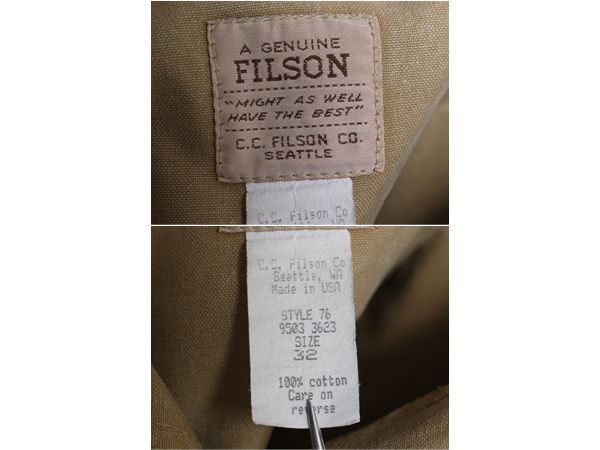 A GENUINE
FILSON
"MIGHT AS WELL
HAVE THE BEST"
C.C. FILSON CO.
SEATTLE
C.C. Filson Co
C.C. Filson Co
Seattle, WA
Made in USA
STYLE 76
9503 3623
SIZE
32
100% cotton
Care on
reverse